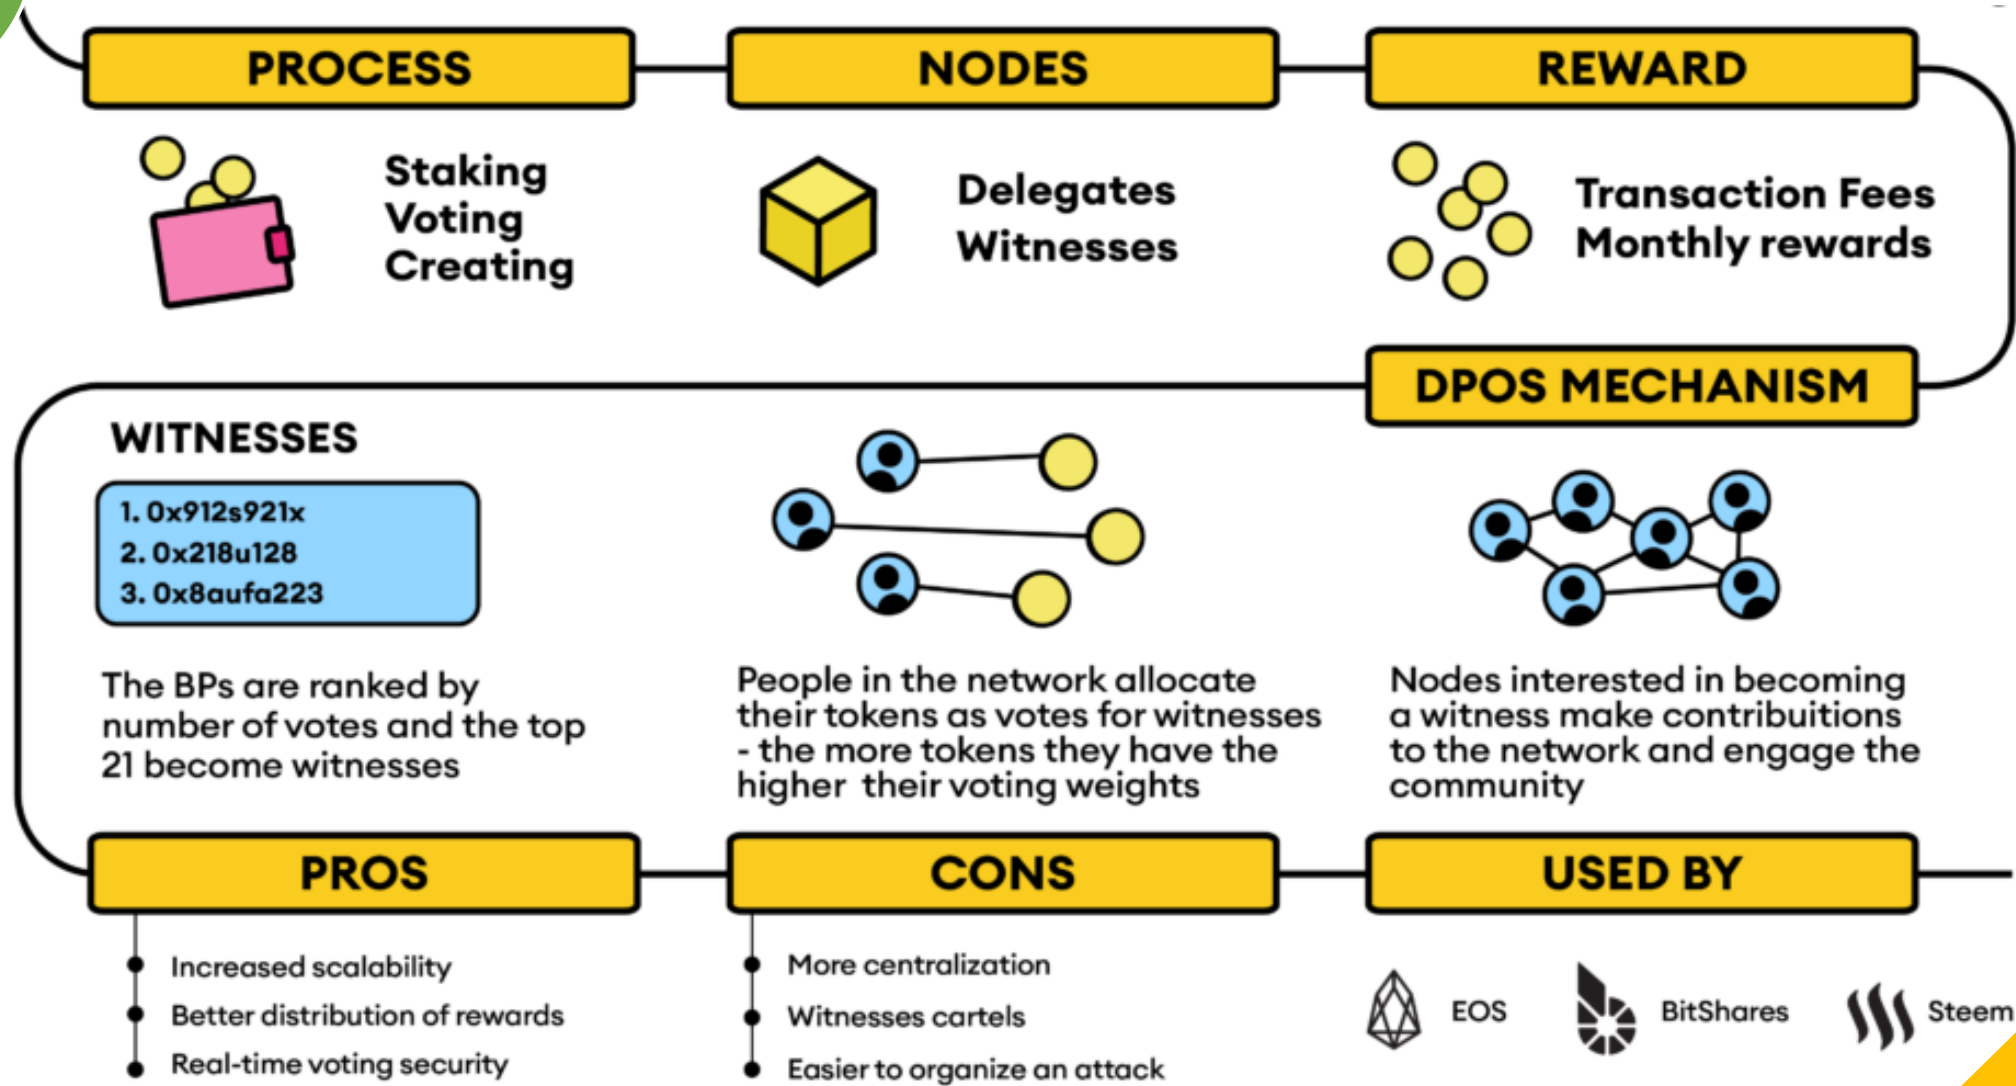 PROCESS
NODES
REWARD
Staking
Voting
Creating
Delegates
Witnesses
Transaction Fees
Monthly rewards
DPOS MECHANISM
WITNESSES
1. 0x912s921x
2. 0x218u128
3. 0x8aufa223
The BPs are ranked by
number of votes and the top
21 become witnesses
People in the network allocate
their tokens as votes for witnesses
- the more tokens they have the
higher their voting weights
Nodes interested in becoming
a witness make contribuitions
to the network and engage the
community
PROS
CONS
USED BY
Increased scalability
Better distribution of rewards
Real-time voting security
More centralization
Witnesses cartels
Easier to organize an attack
EOS
BitShares
Steem